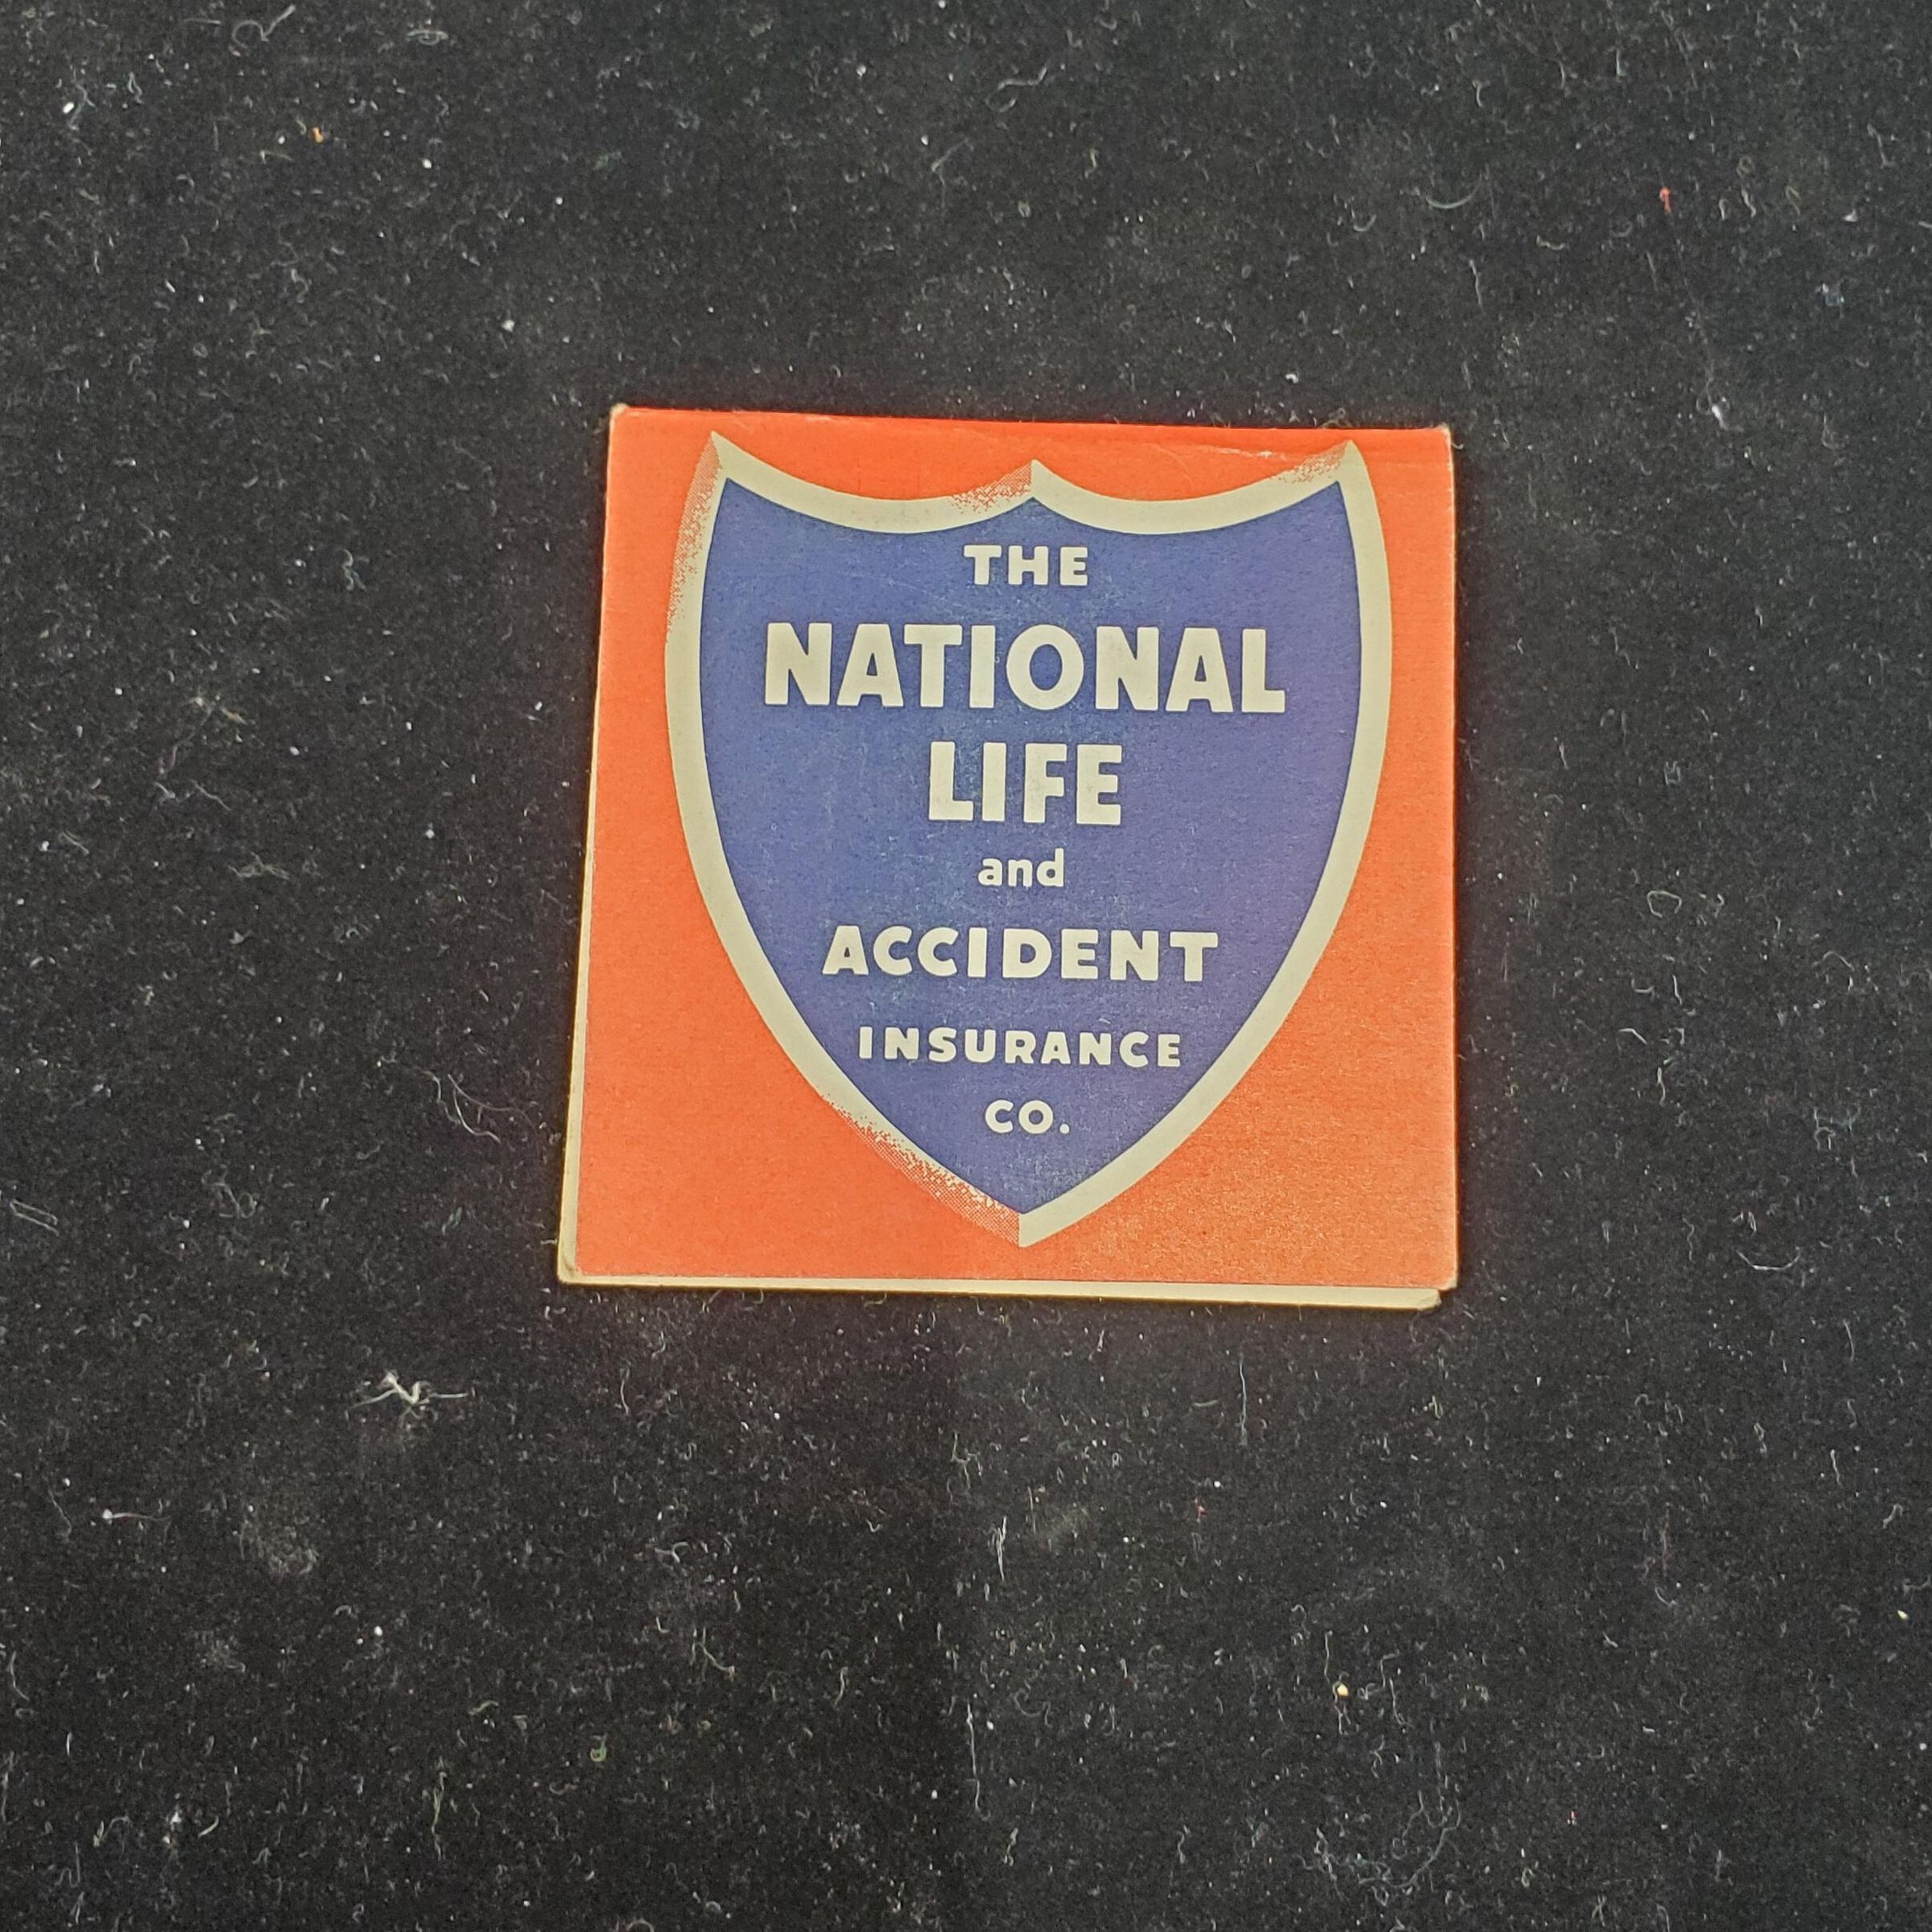 THE
NATIONAL
LIFE
and
ACCIDENT
INSURANCE
CO.